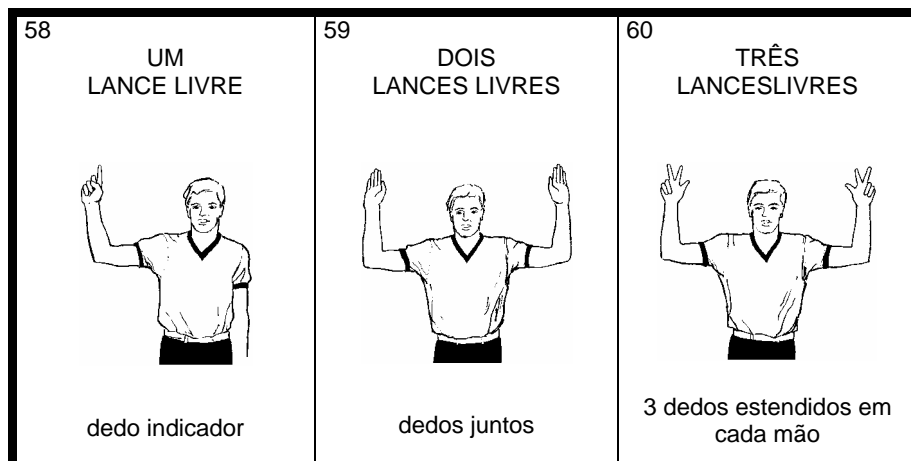 58
UM
LANCE LIVRE
dedo indicador
59
DOIS
LANCES LIVRES
dedos juntos
60
TRÊS
LANCESLIVRES
3 dedos estendidos em
cada mão